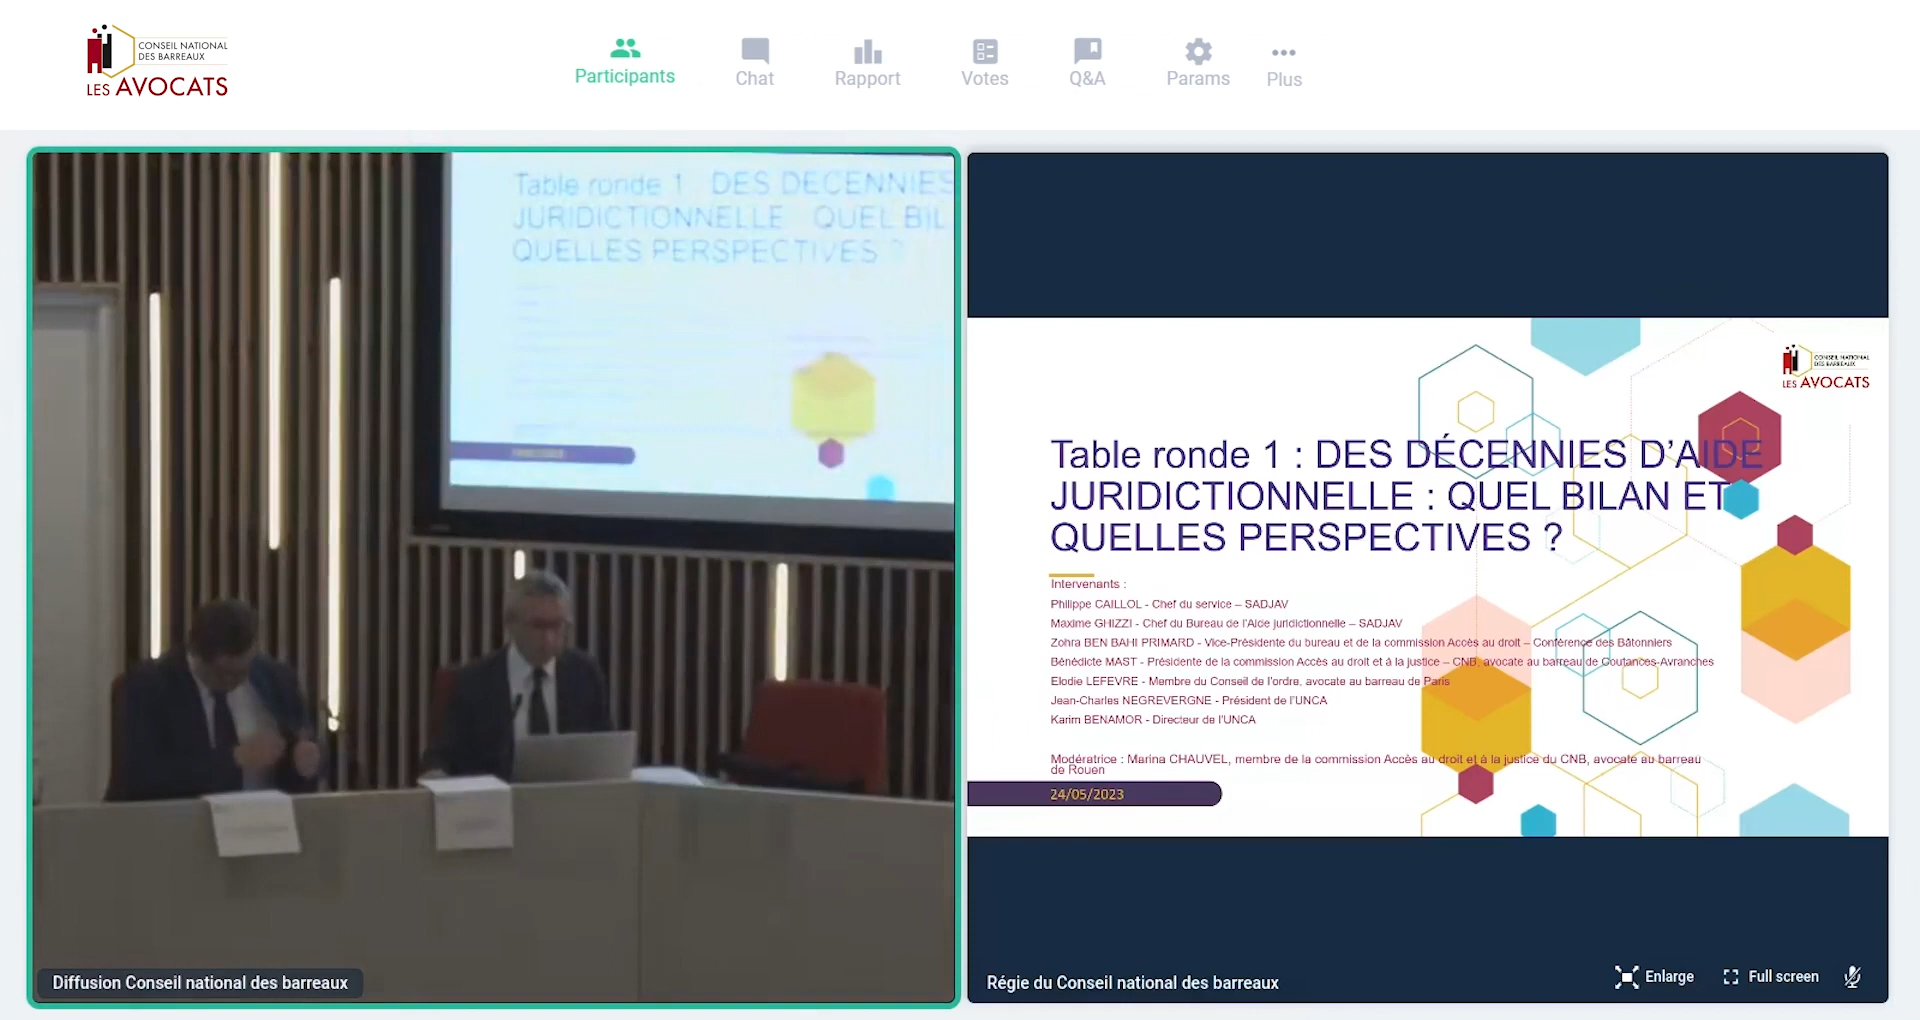 CONSEIL NATIONAL
DES BARREAUX
LES AVOCATS
Participants
Chat
Rapport
Votes
Q&A
Params
Plus
Table ronde 1 DES DECENNIES
JURIDICTIONNELLE QUEL BIL
QUELLES PERSPECTIVES ?
Diffusion Conseil national des barreaux
CONSEIL NATIONAL
DES BARREAUX
LES AVOCATS
Table ronde 1 : DES DÉCENNIES D’AIDE
JURIDICTIONNELLE : QUEL BILAN ET
QUELLES PERSPECTIVES ?
Intervenants :
Philippe CAILLOL - Chef du service – SADJAV
Maxime GHIZZI - Chef du Bureau de l’Aide juridictionnelle – SADJAV
Zohra BEN BAHI PRIMARD - Vice-Présidente du bureau et de la commission Accès au droit – Conférence des Bâtonniers
Bénédicte MAST - Présidente de la commission Accès au droit et à la justice – CNB, avocate au barreau de Coutances-Avranches
Elodie LEFEVRE - Membre du Conseil de l’ordre, avocate au barreau de Paris
Jean-Charles NEGREVERGNE - Président de l’UNCA
Karim BENAMOR - Directeur de l’UNCA
Modératrice : Marina CHAUVEL, membre de la commission Accès au droit et à la justice du CNB, avocate au barreau
de Rouen
24/05/2023
Régie du Conseil national des barreaux
Enlarge
Full screen